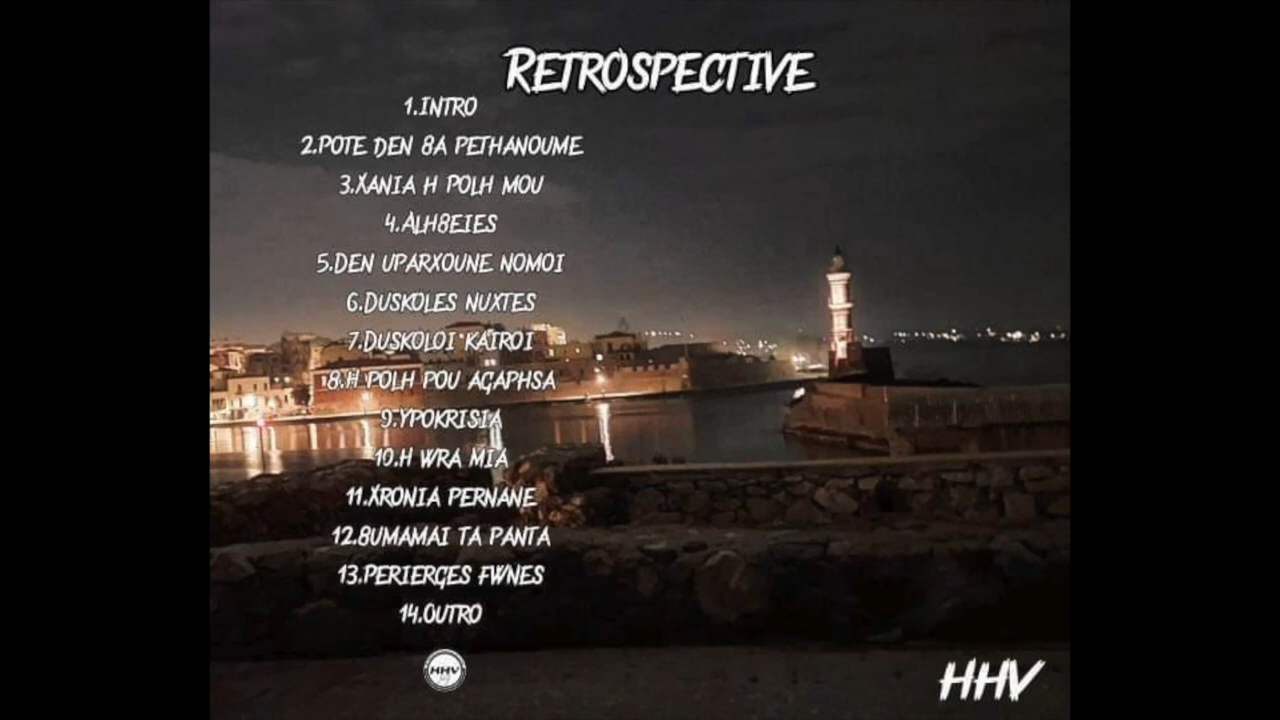 RETROSPECTIVE
1.INTRO
2.POTE DEN 8A PETHANOUME
3.XANIA H POLH MOU
4.ALH8EIES
5.DEN UPARXOUNE NOMOI
6.DUSKOLES NUXTES
7.DUSKOLOI KAIROI
8.H POLH POU AGAPHSA
9.YPOKRISIA
10.H WRA MIA
11.XRONIA PERNANE
12.8UMAMAI TA PANTA
13.PERIERGES FWNES
14.OUTRO
HHV
HHV